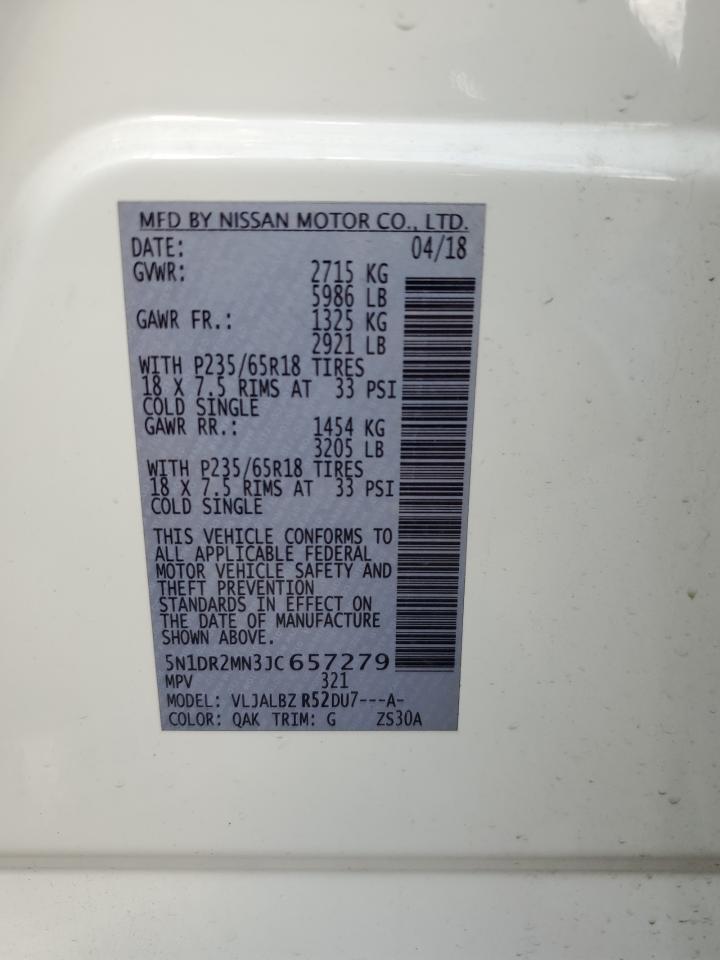 MFD BY NISSAN MOTOR CO., LTD.
DATE: 04/18
GVWR: 2715 KG
5986 LB
GAWR FR.: 1325 KG
2921 LB
WITH P235/65R18 TIRES
18 X 7.5 RIMS AT 33 PSI
COLD SINGLE
GAWR RR.: 1454 KG
3205 LB
WITH P235/65R18 TIRES
18 X 7.5 RIMS AT 33 PSI
COLD SINGLE
THIS VEHICLE CONFORMS TO
ALL APPLICABLE FEDERAL
MOTOR VEHICLE SAFETY AND
THEFT PREVENTION
STANDARDS IN EFFECT ON
THE DATE OF MANUFACTURE
SHOWN ABOVE.
5N1DR2MN3JC657279
MPV 321
MODEL: VLJALBZ R52DU7---A-
COLOR: QAK TRIM: G ZS30A